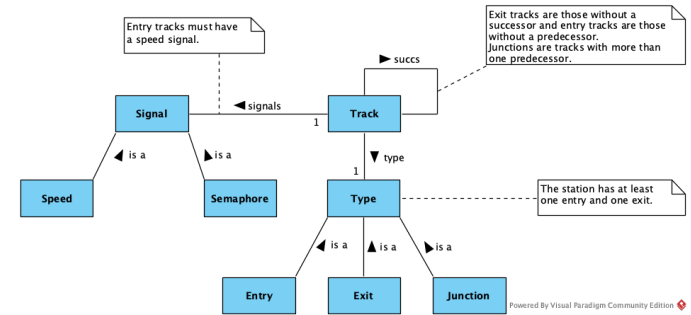 Exit tracks are those without a
successor and entry tracks are those
without a predecessor.
Junctions are tracks with more than
one predecessor.
Entry tracks must have
a speed signal.
succs
signals
Signal
Track
1
is a
is a
type
1
Speed
Semaphore
Type
The station has at least
one entry and one exit.
is a
is a
is a
Entry
Exit
Junction
Powered By Visual Paradigm Community Edition